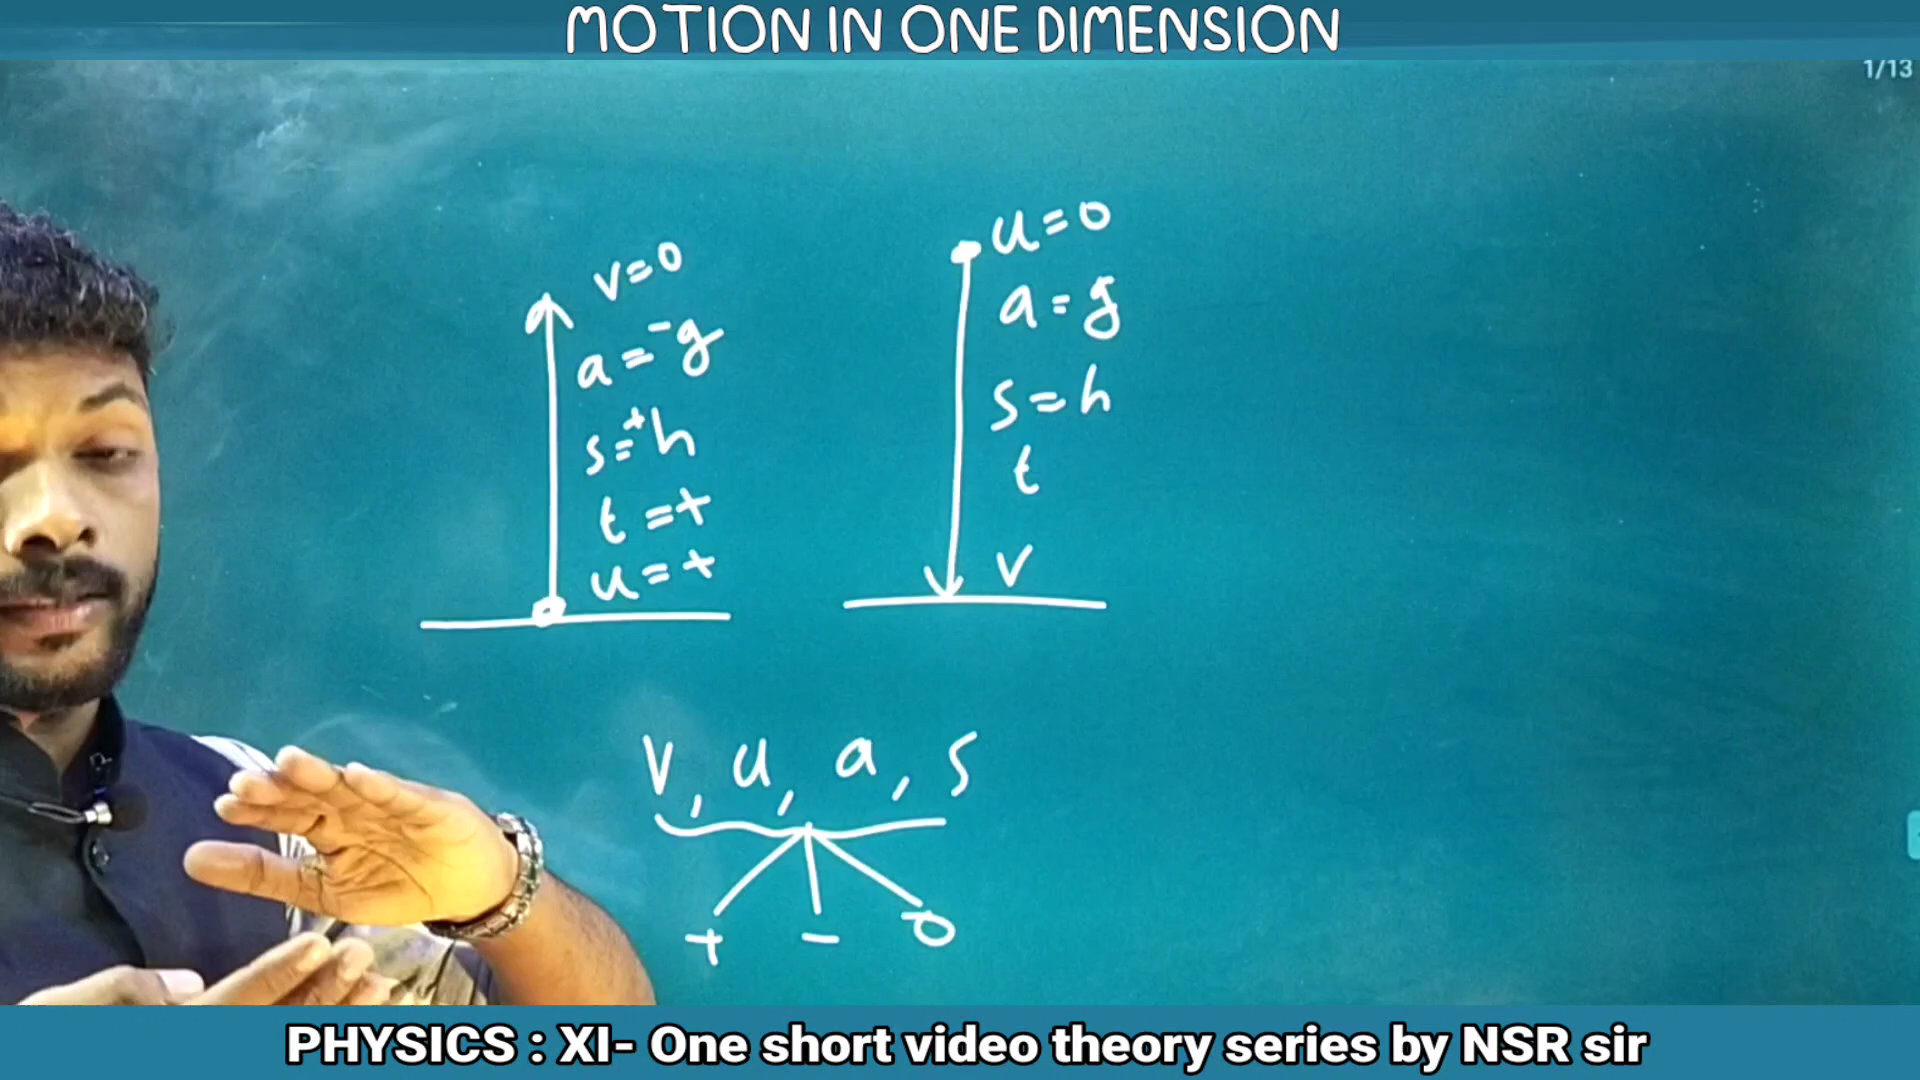 MOTION IN ONE DIMENSION
1/13
v=0
a=-g
s=+h
t=+
u=+
u=0
a=g
s=h
t
v
v, u, a, s
+ - 0
PHYSICS : XI- One short video theory series by NSR sir